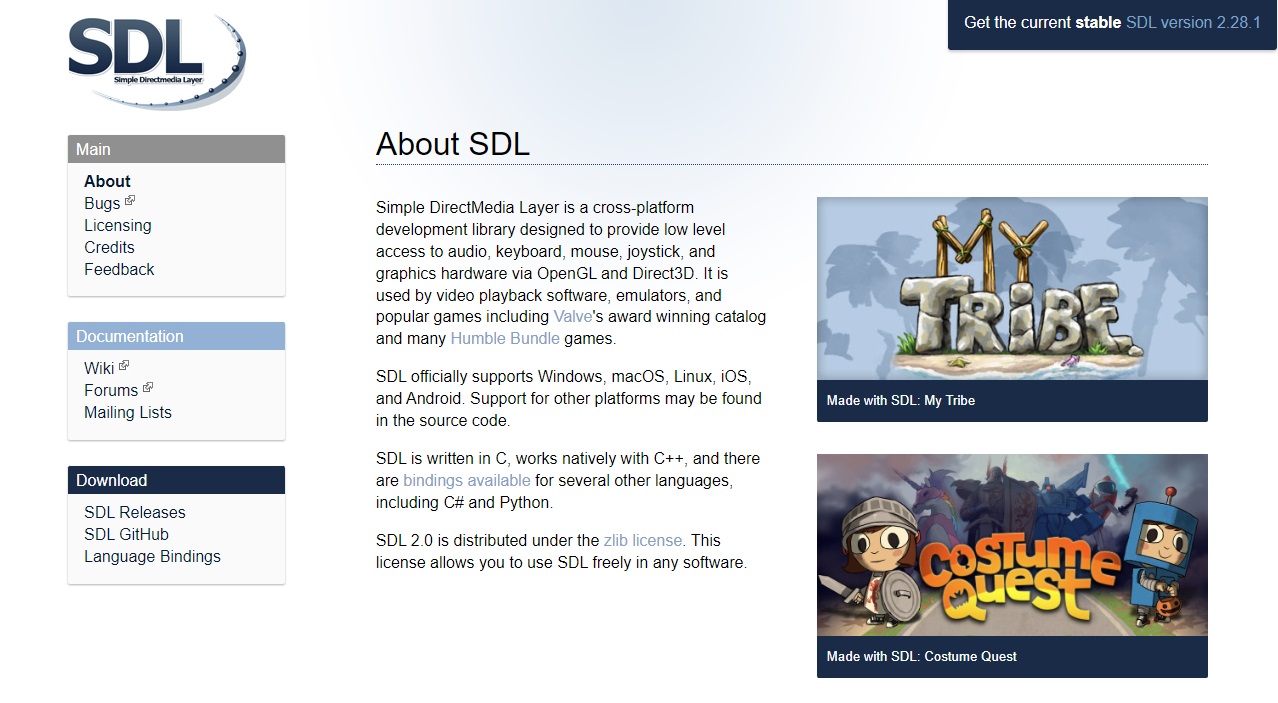 SDL
Simple Directmedia Layer
Get the current stable SDL version 2.28.1
Main
About
Bugs
Licensing
Credits
Feedback
Documentation
Wiki
Forums
Mailing Lists
Download
SDL Releases
SDL GitHub
Language Bindings
About SDL
Simple DirectMedia Layer is a cross-platform
development library designed to provide low level
access to audio, keyboard, mouse, joystick, and
graphics hardware via OpenGL and Direct3D. It is
used by video playback software, emulators, and
popular games including Valve's award winning catalog
and many Humble Bundle games.
SDL officially supports Windows, macOS, Linux, iOS,
and Android. Support for other platforms may be found
in the source code.
SDL is written in C, works natively with C++, and there
are bindings available for several other languages,
including C# and Python.
SDL 2.0 is distributed under the zlib license. This
license allows you to use SDL freely in any software.
MY
TRIBE
Made with SDL: My Tribe
COSTUME
QUEST
Made with SDL: Costume Quest